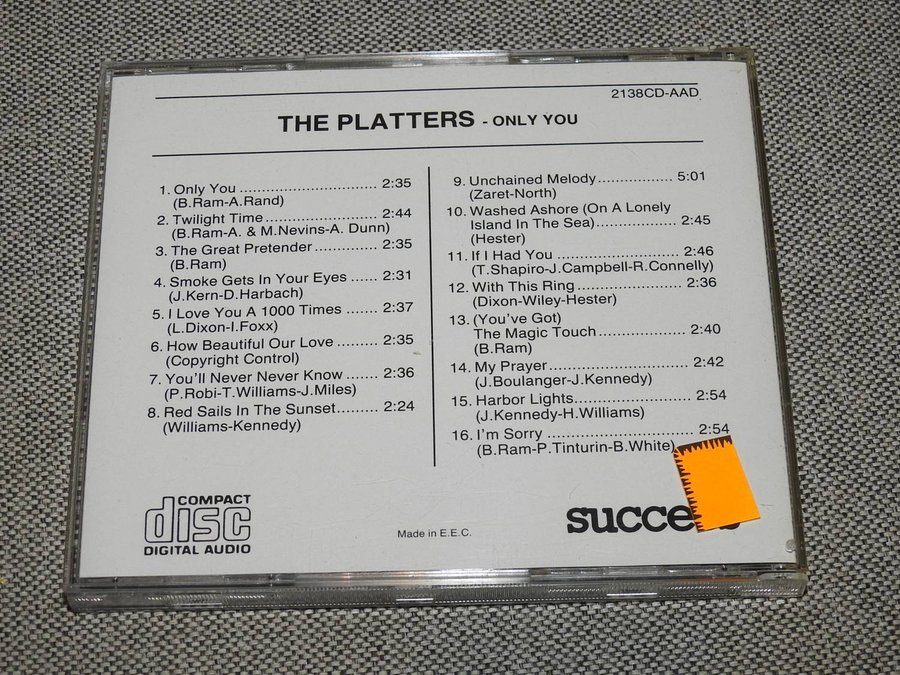 2138CD-AAD
THE PLATTERS - ONLY YOU
1. Only You ............................... 2:35
(B.Ram-A.Rand)
2. Twilight Time ......................... 2:44
(B.Ram-A. & M.Nevins-A. Dunn)
3. The Great Pretender .............. 2:35
(B.Ram)
4. Smoke Gets In Your Eyes ...... 2:31
(J.Kern-D.Harbach)
5. I Love You A 1000 Times ....... 2:37
(L.Dixon-I.Foxx)
6. How Beautiful Our Love ......... 2:35
(Copyright Control)
7. You'll Never Never Know ....... 2:36
(P.Robi-T.Williams-J.Miles)
8. Red Sails In The Sunset ......... 2:24
(Williams-Kennedy)
9. Unchained Melody ................. 5:01
(Zaret-North)
10. Washed Ashore (On A Lonely
Island In The Sea) .................. 2:45
(Hester)
11. If I Had You ............................ 2:46
(T.Shapiro-J.Campbell-R.Connelly)
12. With This Ring ........................ 2:36
(Dixon-Wiley-Hester)
13. (You've Got)
The Magic Touch .................... 2:40
(B.Ram)
14. My Prayer ................................ 2:42
(J.Boulanger-J.Kennedy)
15. Harbor Lights ........................... 2:54
(J.Kennedy-H.Williams)
16. I'm Sorry ................................. 2:54
(B.Ram-P.Tinturin-B.White)
COMPACT
disc
DIGITAL AUDIO
Made in E.E.C.